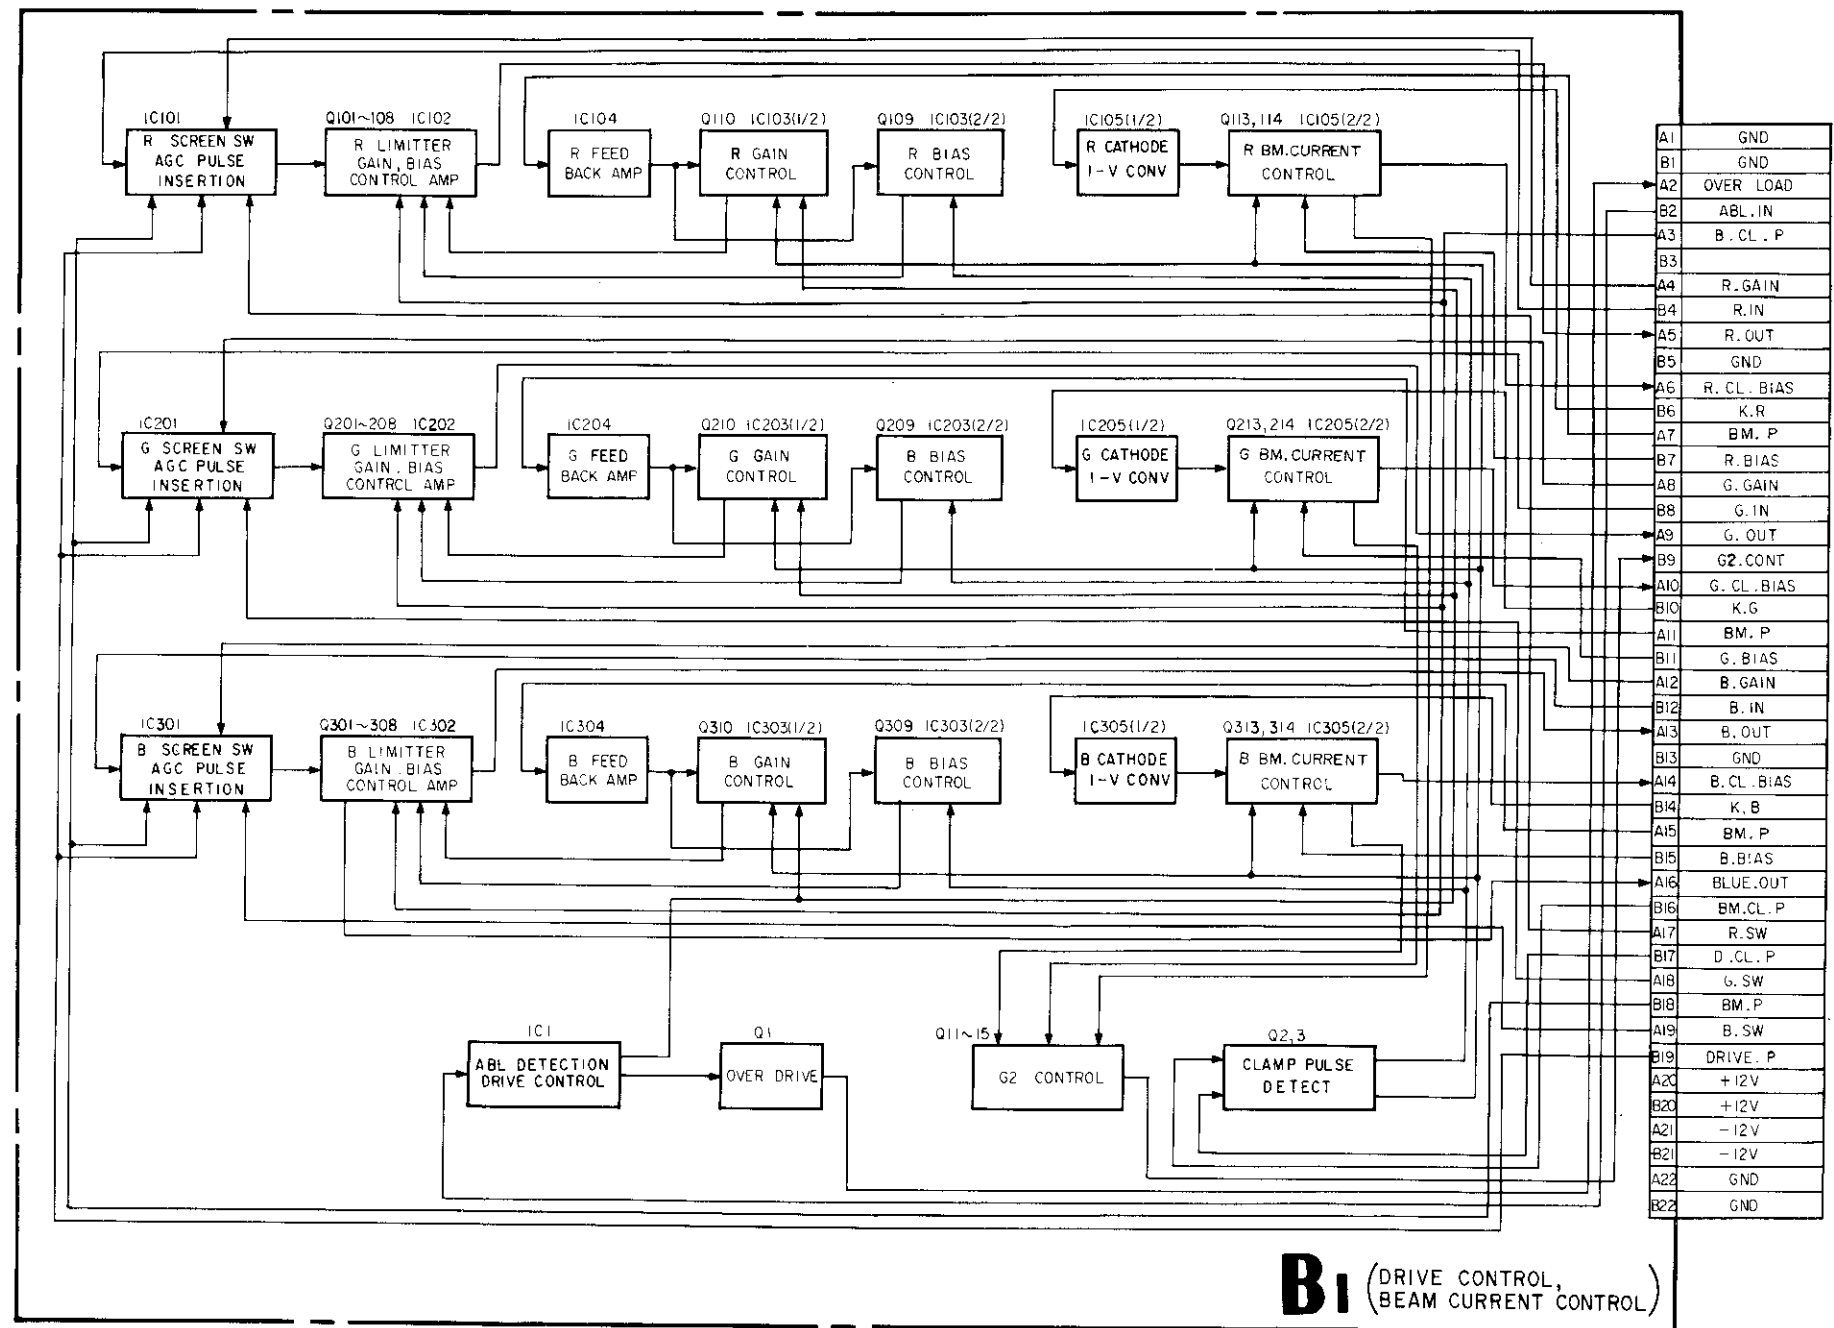 IC101
R SCREEN SW
AGC PULSE
INSERTION
Q101~108 IC102
R LIMITTER
GAIN, BIAS
CONTROL AMP
IC104
R FEED
BACK AMP
Q110 IC103(1/2)
R GAIN
CONTROL
Q109 IC103(2/2)
R BIAS
CONTROL
IC105(1/2)
R CATHODE
I-V CONV
Q113,114 IC105(2/2)
R BM.CURRENT
CONTROL
IC201
G SCREEN SW
AGC PULSE
INSERTION
Q201~208 IC202
G LIMITTER
GAIN.BIAS
CONTROL AMP
IC204
G FEED
BACK AMP
Q210 IC203(1/2)
G GAIN
CONTROL
Q209 IC203(2/2)
B BIAS
CONTROL
IC205(1/2)
G CATHODE
I-V CONV
Q213,214 IC205(2/2)
G BM.CURRENT
CONTROL
IC301
B SCREEN SW
AGC PULSE
INSERTION
Q301~308 IC302
B LIMITTER
GAIN.BIAS
CONTROL AMP
IC304
B FEED
BACK AMP
Q310 IC303(1/2)
B GAIN
CONTROL
Q309 IC303(2/2)
B BIAS
CONTROL
IC305(1/2)
B CATHODE
I-V CONV
Q313,314 IC305(2/2)
B BM.CURRENT
CONTROL
IC1
ABL DETECTION
DRIVE CONTROL
Q1
OVER DRIVE
Q11~15
G2 CONTROL
Q2,3
CLAMP PULSE
DETECT
A1 GND
B1 GND
A2 OVER LOAD
B2 ABL.IN
A3 B.CL.P
B3
A4 R.GAIN
B4 R.IN
A5 R.OUT
B5 GND
A6 R.CL.BIAS
B6 K.R
A7 BM.P
B7 R.BIAS
A8 G.GAIN
B8 G.IN
A9 G.OUT
B9 G2.CONT
A10 G.CL.BIAS
B10 K.G
A11 BM.P
B11 G.BIAS
A12 B.GAIN
B12 B.IN
A13 B.OUT
B13 GND
A14 B.CL.BIAS
B14 K.B
A15 BM.P
B15 B.BIAS
A16 BLUE.OUT
B16 BM.CL.P
A17 R.SW
B17 D.CL.P
A18 G.SW
B18 BM.P
A19 B.SW
B19 DRIVE.P
A20 +12V
B20 +12V
A21 -12V
B21 -12V
A22 GND
B22 GND
B1 (DRIVE CONTROL,
BEAM CURRENT CONTROL)